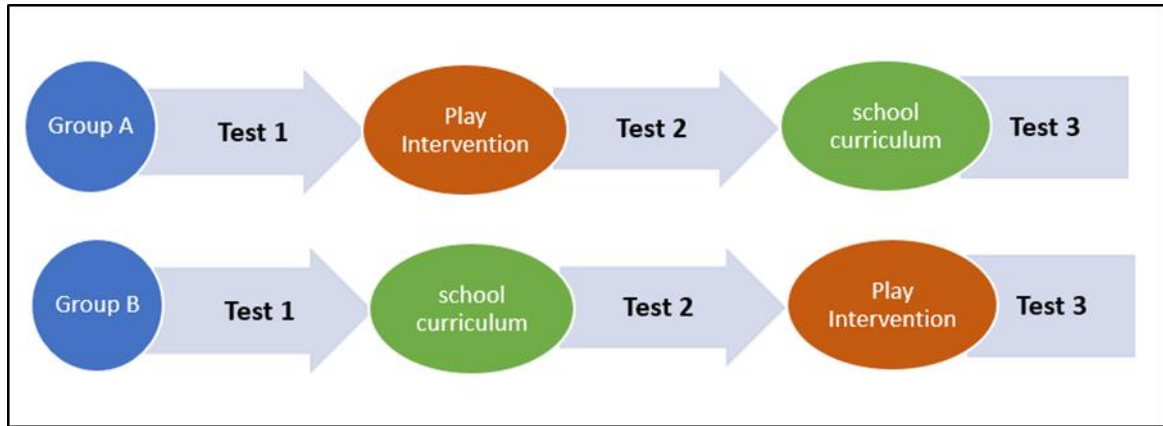 Group A
Test 1
Play
Intervention
Test 2
school
curriculum
Test 3
Group B
Test 1
school
curriculum
Test 2
Play
Intervention
Test 3